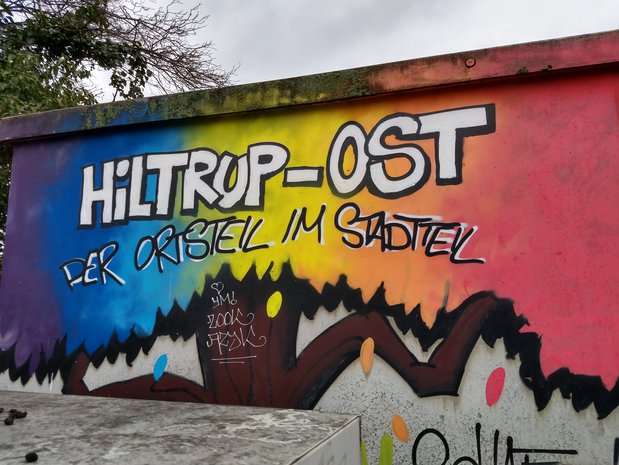 HiLTRUP-OST
DER ORTSTEIL IM STADTTEIL